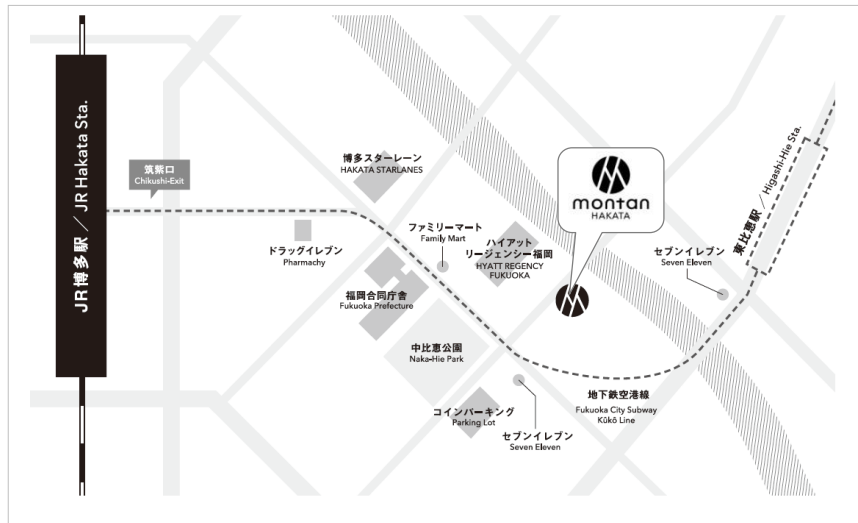 JR博多駅 / JR Hakata Sta.
筑紫口
Chikushi-Exit
博多スターレーン
HAKATA STARLANES
ドラッグイレブン
Pharmachy
ファミリーマート
Family Mart
ハイアット
リージェンシー福岡
HYATT REGENCY
FUKUOKA
montan
HAKATA
東比恵駅 / Higashi-Hie Sta.
セブンイレブン
Seven Eleven
福岡合同庁舎
Fukuoka Prefecture
中比恵公園
Naka-Hie Park
コインパーキング
Parking Lot
セブンイレブン
Seven Eleven
地下鉄空港線
Fukuoka City Subway
Kūkō Line